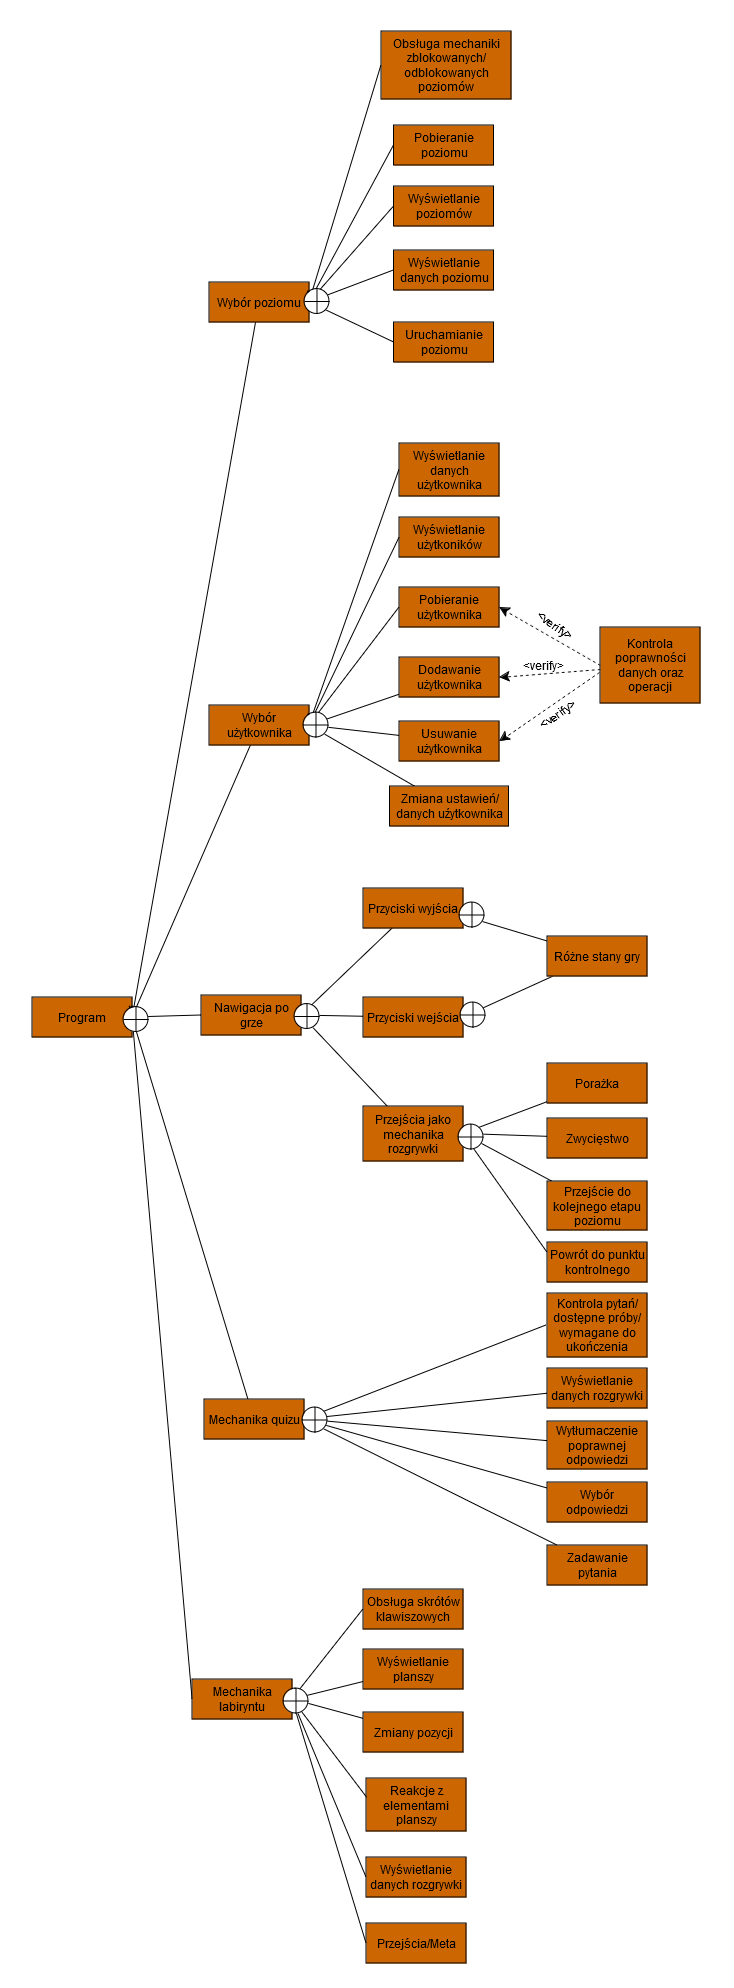 Obsługa mechaniki
zblokowanych/
odblokowanych
poziomów
Pobieranie
poziomu
Wyświetlanie
poziomów
Wyświetlanie
danych poziomu
Wybór poziomu
Uruchamianie
poziomu
Wyświetlanie
danych
użytkownika
Wyświetlanie
użytkoników
Pobieranie
użytkownika
<verify>
Kontrola
poprawności
danych oraz
operacji
Dodawanie
użytkownika
<verify>
<verify>
Wybór
użytkownika
Usuwanie
użytkownika
Zmiana ustawień/
danych użytkownika
Przyciski wyjścia
Różne stany gry
Program
Nawigacja po
grze
Przyciski wejścia
Przejścia jako
mechanika
rozgrywki
Porażka
Zwycięstwo
Przejście do
kolejnego etapu
poziomu
Powrót do punktu
kontrolnego
Kontrola pytań/
dostępne próby/
wymagane do
ukończenia
Wyświetlanie
danych rozgrywki
Mechanika quizu
Wytłumaczenie
poprawnej
odpowiedzi
Wybór
odpowiedzi
Zadawanie
pytania
Obsługa skrótów
klawiszowych
Wyświetlanie
planszy
Mechanika
labiryntu
Zmiany pozycji
Reakcje z
elementami
planszy
Wyświetlanie
danych rozgrywki
Przejścia/Meta